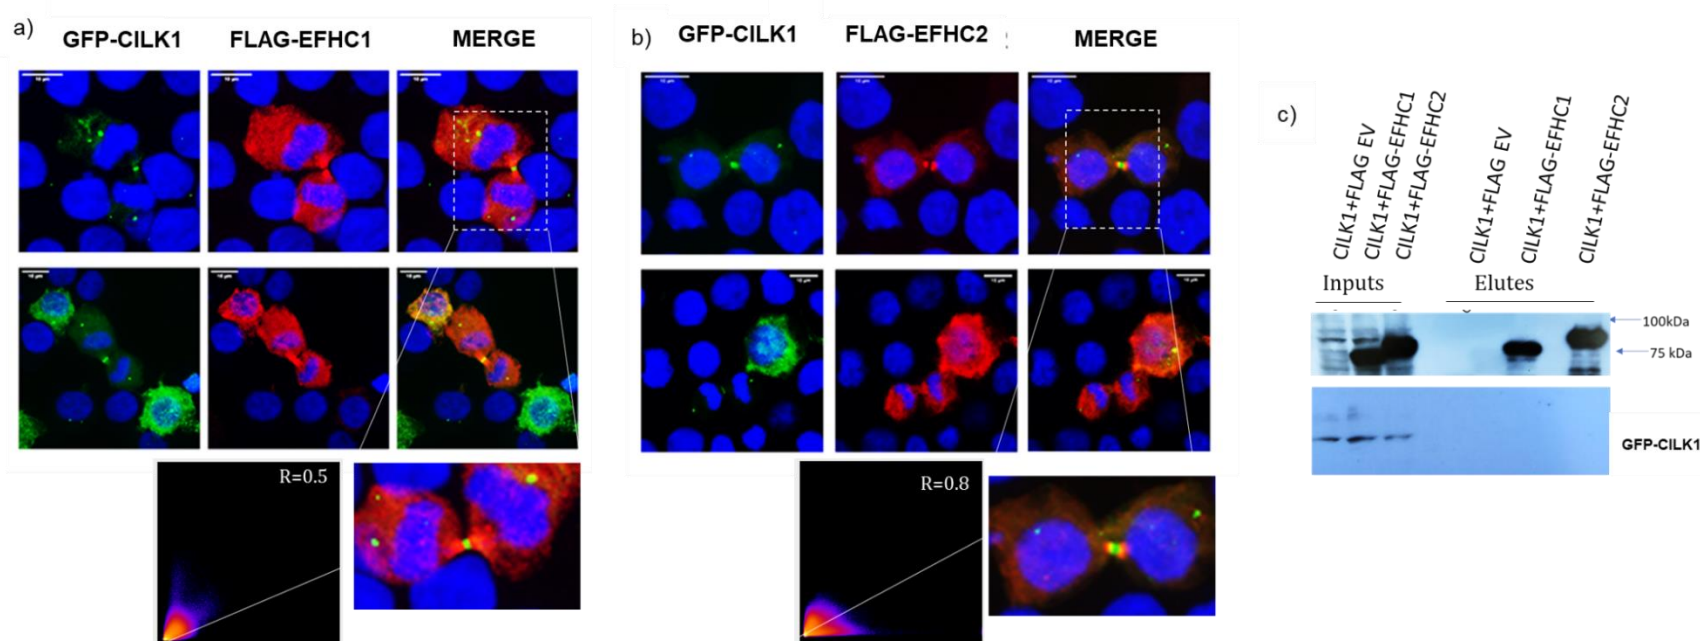 a)
GFP-CILK1 FLAG-EFHC1 MERGE
R=0.5
b)
GFP-CILK1 FLAG-EFHC2 MERGE
R=0.8
c)
CILK1+FLAG EV
CILK1+FLAG-EFHC1
CILK1+FLAG-EFHC2
CILK1+FLAG EV
CILK1+FLAG-EFHC1
CILK1+FLAG-EFHC2
Inputs Elutes
100kDa
75 kDa
GFP-CILK1